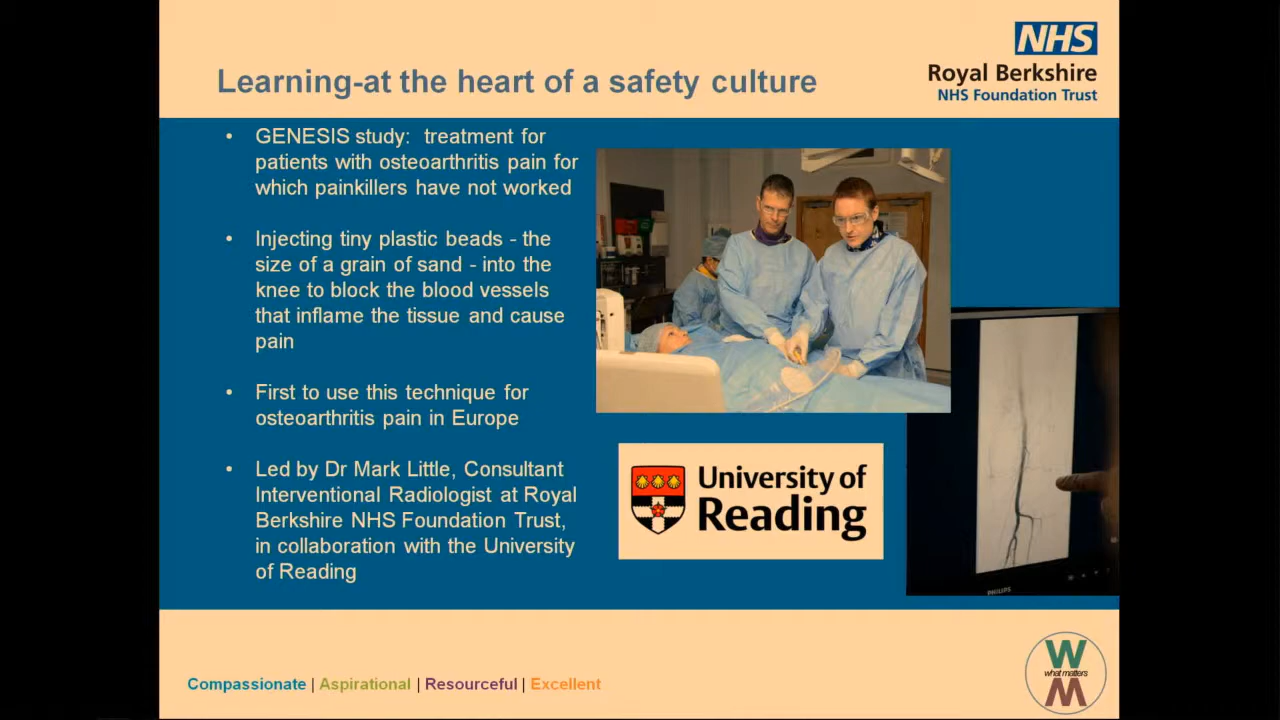 NHS
Royal Berkshire
NHS Foundation Trust
Learning-at the heart of a safety culture
• GENESIS study: treatment for
patients with osteoarthritis pain for
which painkillers have not worked
• Injecting tiny plastic beads - the
size of a grain of sand - into the
knee to block the blood vessels
that inflame the tissue and cause
pain
• First to use this technique for
osteoarthritis pain in Europe
• Led by Dr Mark Little, Consultant
Interventional Radiologist at Royal
Berkshire NHS Foundation Trust,
in collaboration with the University
of Reading
University of
Reading
PHILIPS
Compassionate | Aspirational | Resourceful | Excellent
W
what matters
M